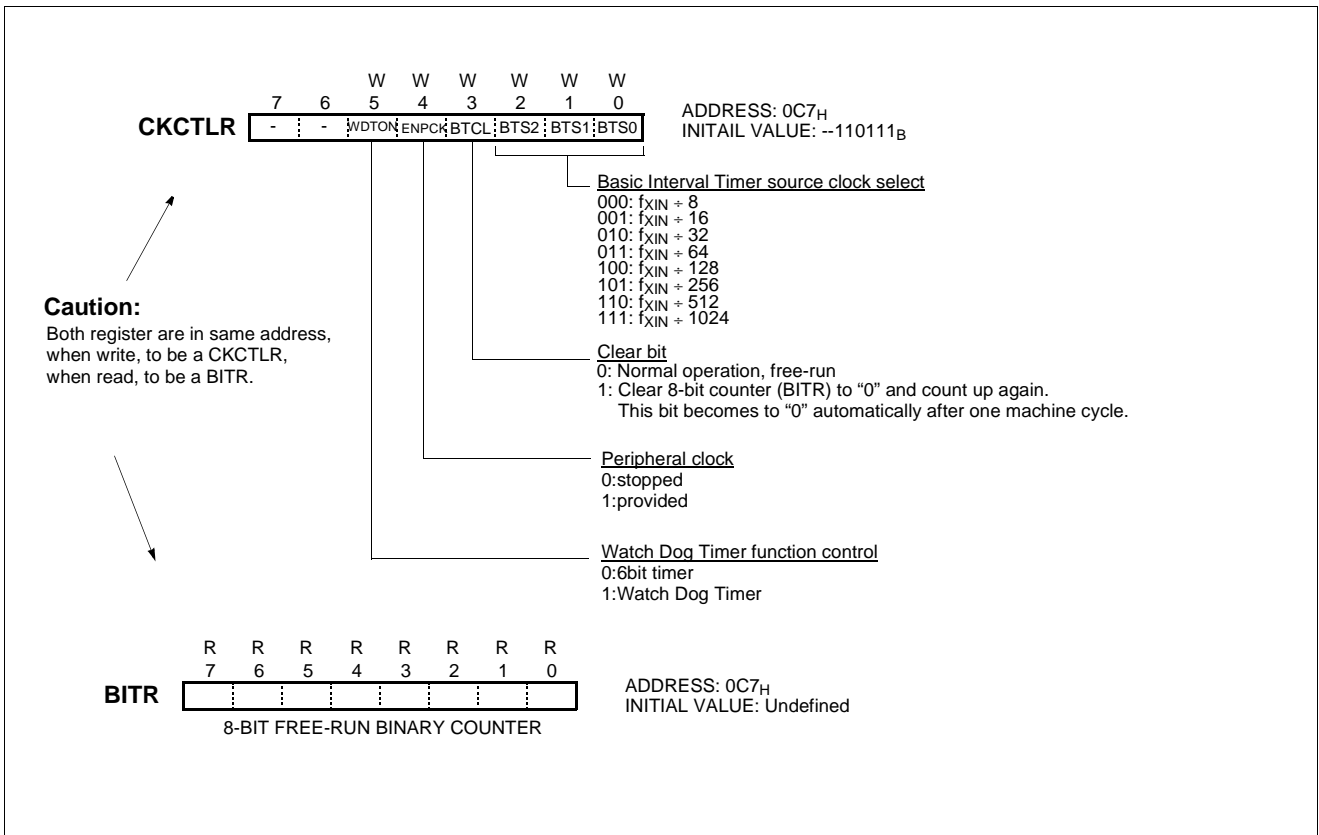 W W W W W W
7 6 5 4 3 2 1 0
CKCTLR - - WDTON ENPCK BTCL BTS2 BTS1 BTS0
ADDRESS: 0C7H
INITAIL VALUE: --110111B
Basic Interval Timer source clock select
000: fXIN ÷ 8
001: fXIN ÷ 16
010: fXIN ÷ 32
011: fXIN ÷ 64
100: fXIN ÷ 128
101: fXIN ÷ 256
110: fXIN ÷ 512
111: fXIN ÷ 1024
Caution:
Both register are in same address,
when write, to be a CKCTLR,
when read, to be a BITR.
Clear bit
0: Normal operation, free-run
1: Clear 8-bit counter (BITR) to “0” and count up again.
This bit becomes to “0” automatically after one machine cycle.
Peripheral clock
0:stopped
1:provided
Watch Dog Timer function control
0:6bit timer
1:Watch Dog Timer
R R R R R R R R
7 6 5 4 3 2 1 0
BITR
ADDRESS: 0C7H
INITIAL VALUE: Undefined
8-BIT FREE-RUN BINARY COUNTER